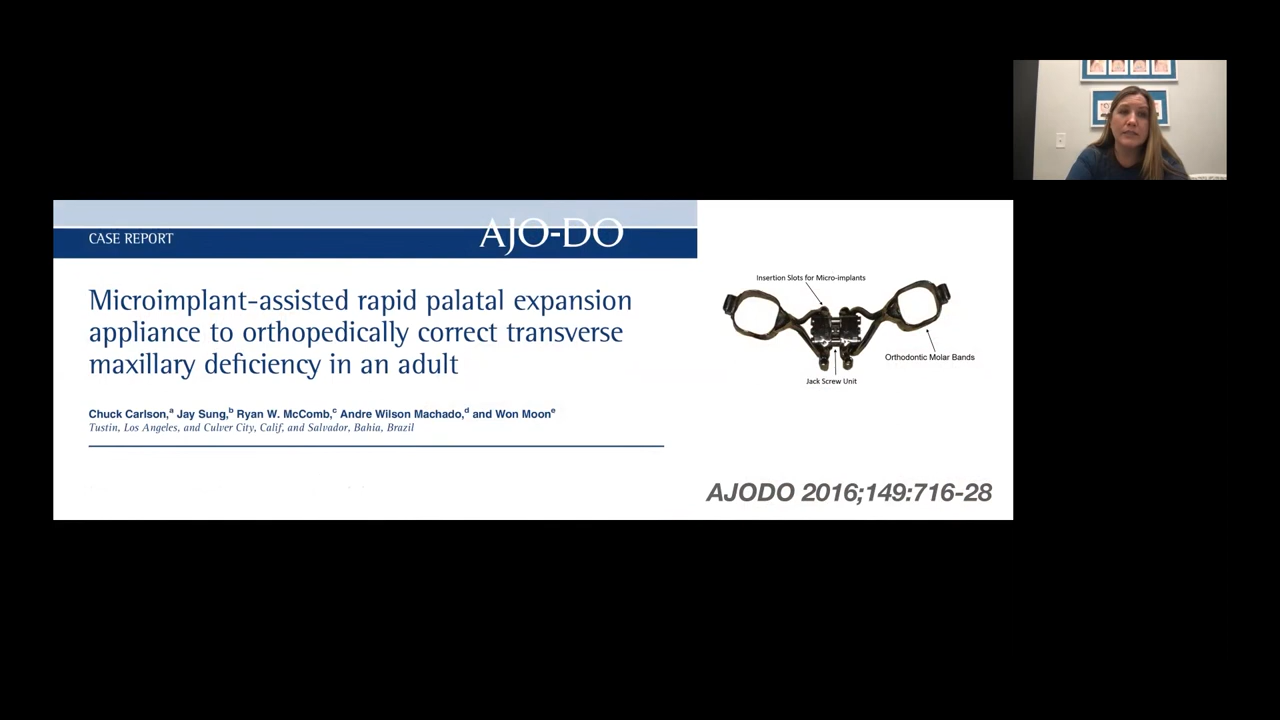 CASE REPORT
AJO-DO
Microimplant-assisted rapid palatal expansion
appliance to orthopedically correct transverse
maxillary deficiency in an adult
Chuck Carlson,a Jay Sung,b Ryan W. McComb,c Andre Wilson Machado,d and Won Moone
Tustin, Los Angeles, and Culver City, Calif, and Salvador, Bahia, Brazil
Insertion Slots for Micro-implants
Orthodontic Molar Bands
Jack Screw Unit
AJODO 2016;149:716-28